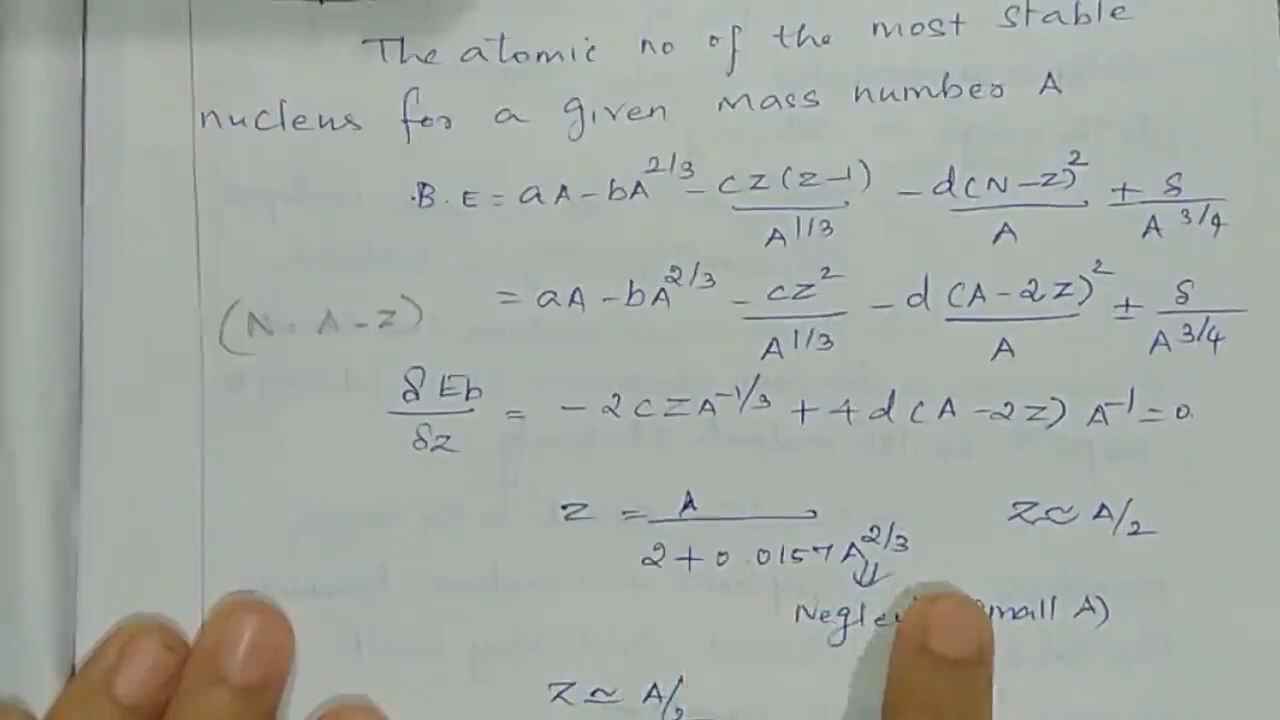 The atomic no of the most stable
nucleus for a given mass number A
B.E = aA - bA^2/3 - cz(z-1)/A^1/3 - d(N-Z)^2/A + δ/A^3/4
= aA - bA^2/3 - cz^2/A^1/3 - d(A-2Z)^2/A ± δ/A^3/4
(N = A-Z)
δEb/δz = -2CZA^-1/3 + 4d(A-2Z) A^-1 = 0.
Z = A/(2+0.0157A^2/3) Z ≈ A/2
⇓
mall A)
Z ≃ A/2